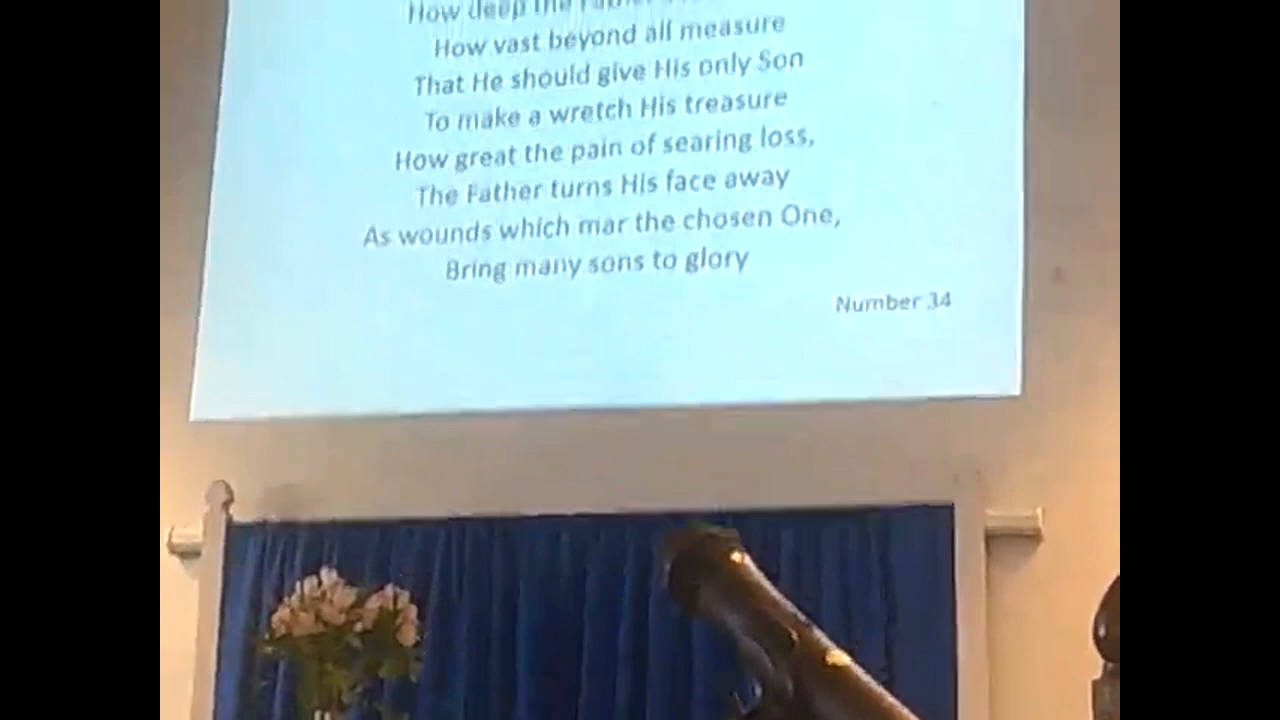 How deep the Father
How vast beyond all measure
That He should give His only Son
To make a wretch His treasure
How great the pain of searing loss,
The Father turns His face away
As wounds which mar the chosen One,
Bring many sons to glory
Number 34